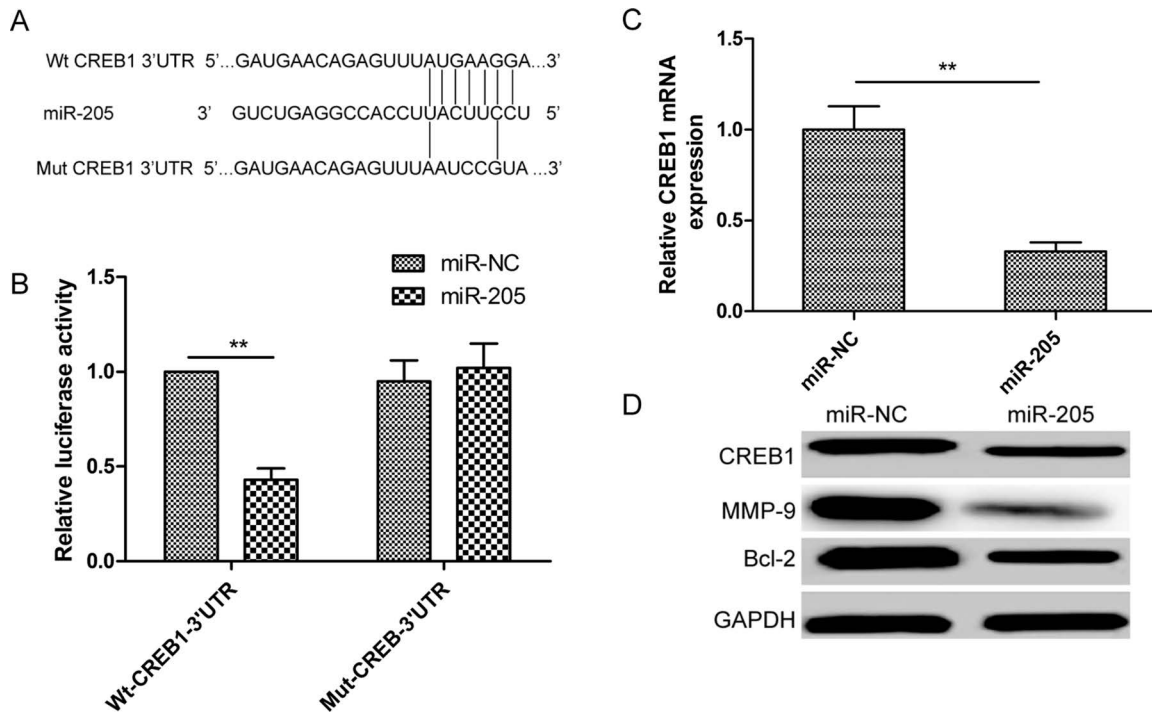 A
Wt CREB1 3’UTR 5’...GAUGAACAGAGUUUAUGAAGGA...3’
miR-205 3’ GUCUGAGGCCACCUUACUUCCU 5’
Mut CREB1 3’UTR 5’...GAUGAACAGAGUUUAAUCCGUA ...3’
B
Relative luciferase activity
1.5
1.0
0.5
0.0
miR-NC
miR-205
**
Wt-CREB1-3'UTR
Mut-CREB-3'UTR
C
Relative CREB1 mRNA
expression
1.5
1.0
0.5
0.0
**
miR-NC
miR-205
D
miR-NC miR-205
CREB1
MMP-9
Bcl-2
GAPDH